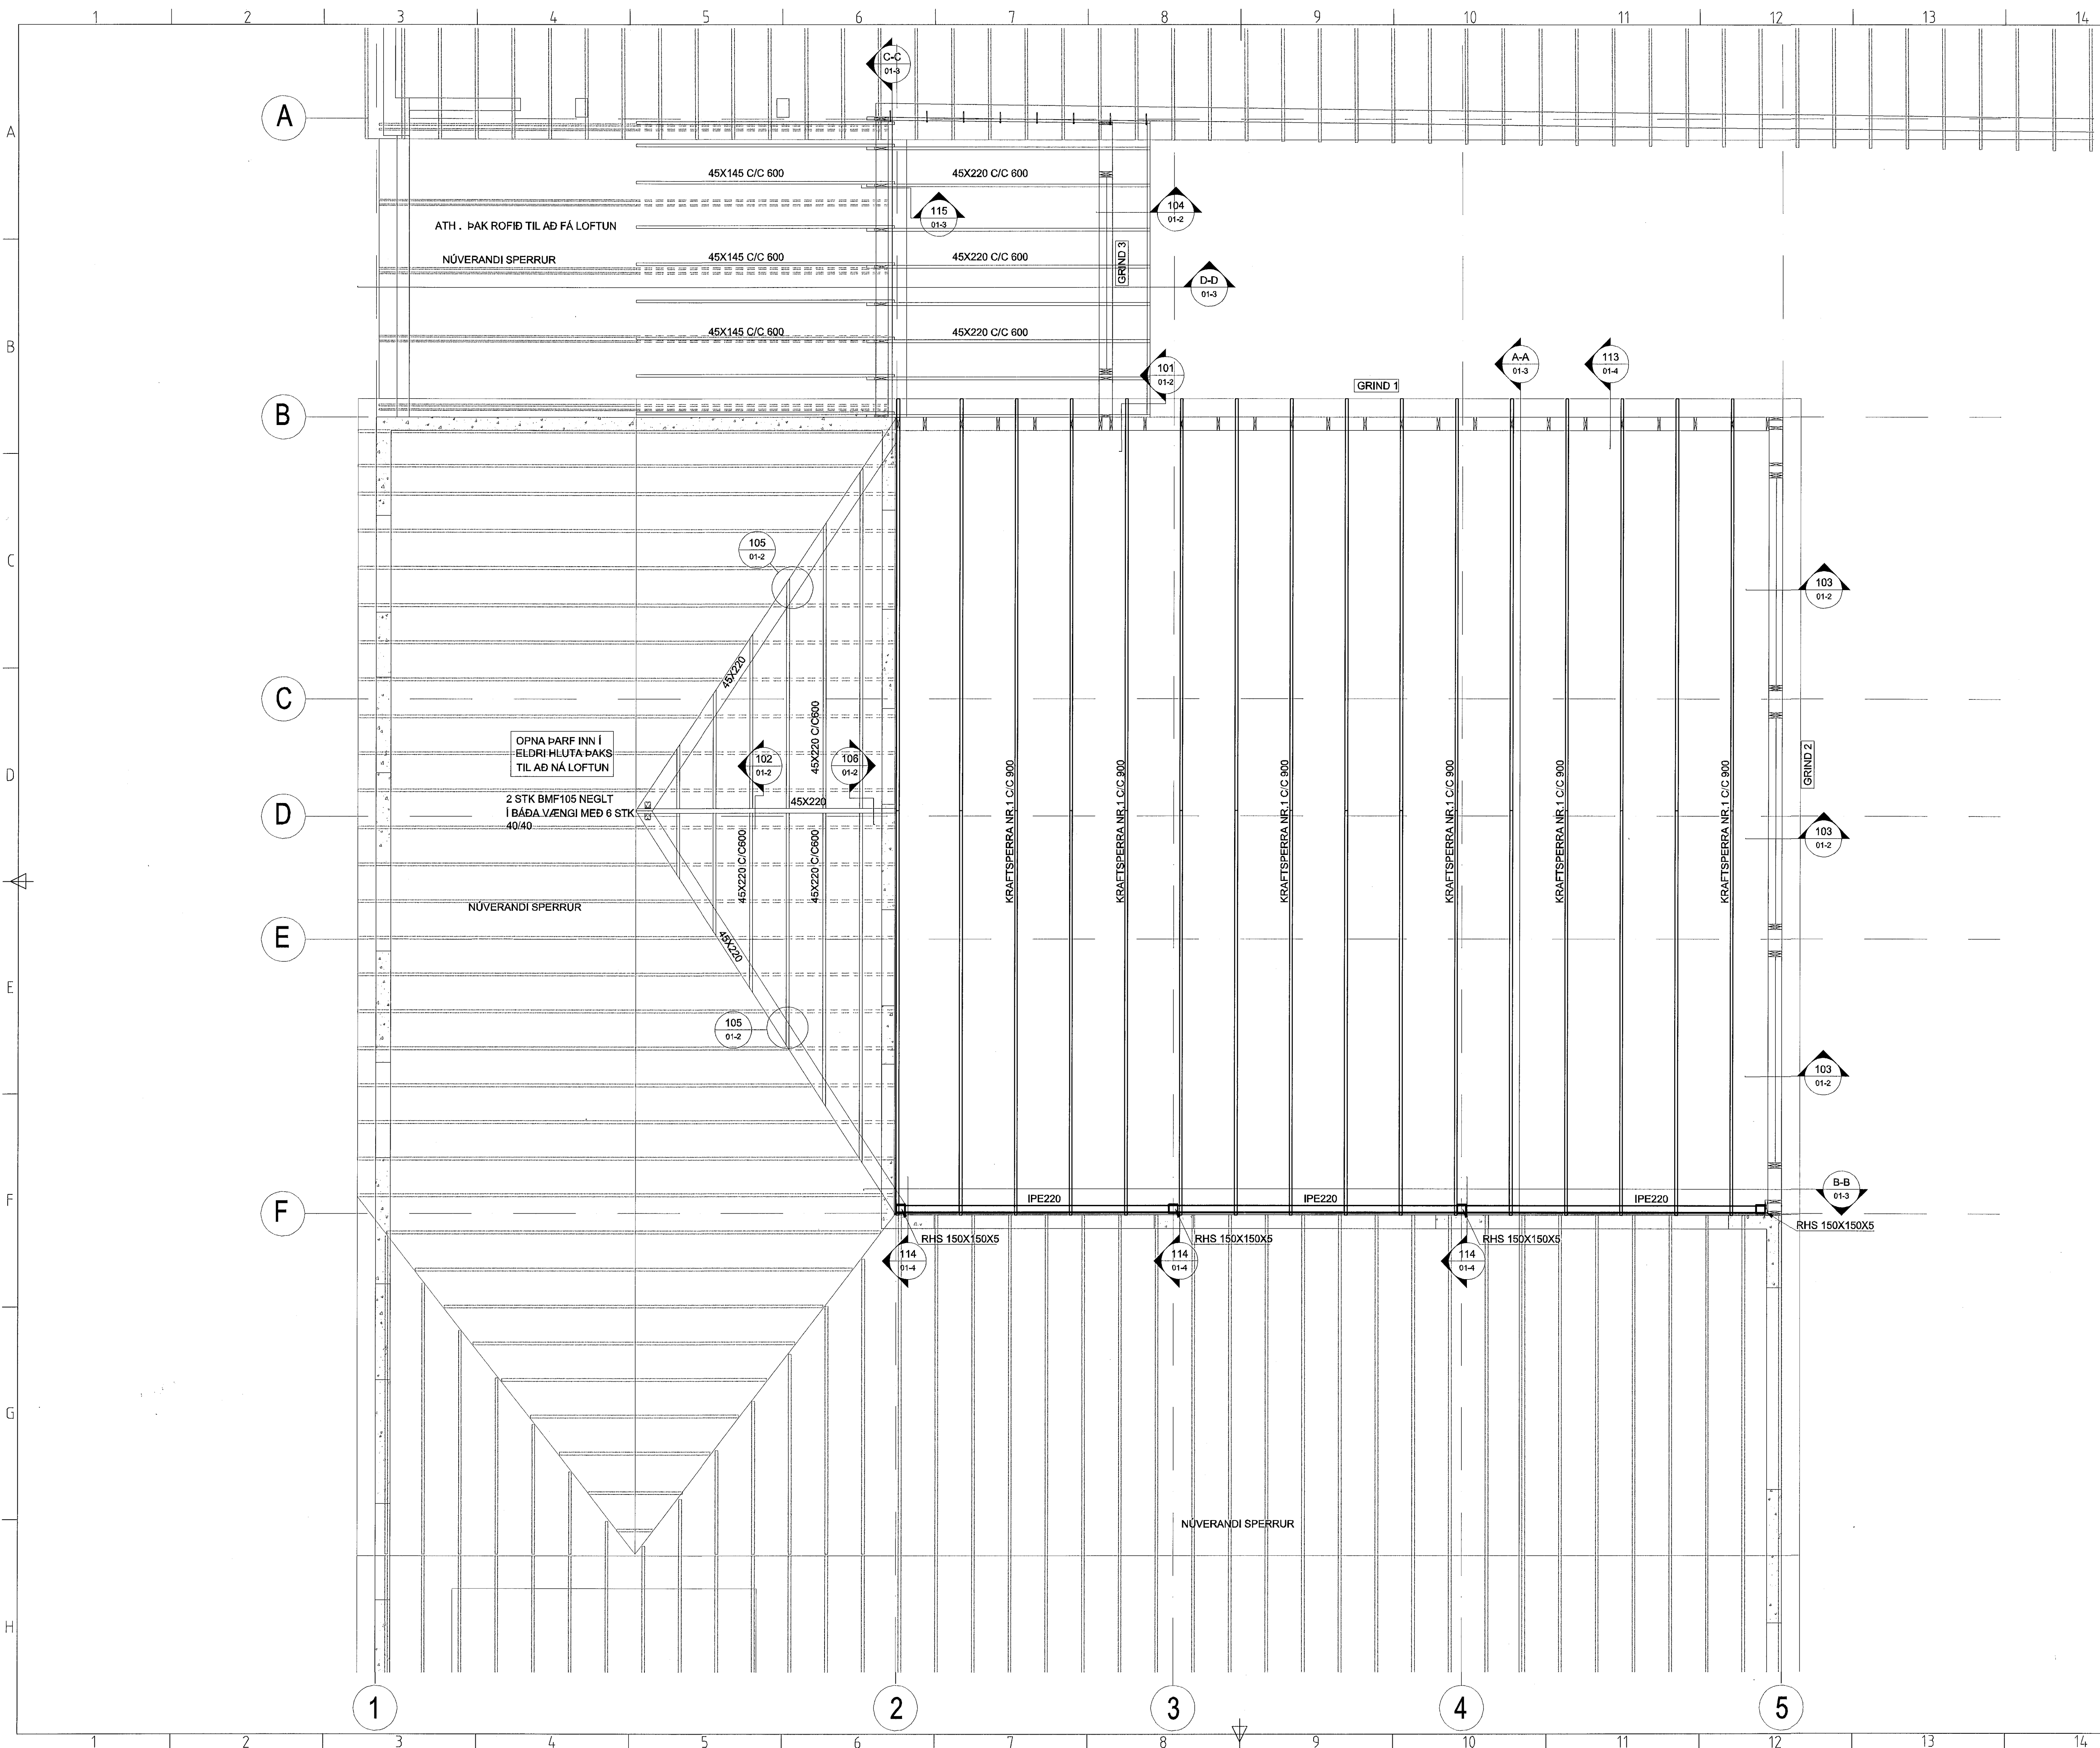 1 2 3 4 5 6 7 8 9 10 11 12 13 14
C-C
01-3
A
A
45X145 C/C 600
45X220 C/C 600
115
01-3
104
01-2
ATH . ÞAK ROFIÐ TIL AÐ FÁ LOFTUN
GRIND 3
NÚVERANDI SPERRUR
45X145 C/C 600
45X220 C/C 600
D-D
01-3
45X145 C/C 600
45X220 C/C 600
B
101
01-2
A-A
01-3
113
01-4
GRIND 1
B
105
01-2
C
103
01-2
45X220
C
45X220 C/C600
OPNA ÞARF INN Í
ELDRI HLUTA ÞAKS
TIL AÐ NÁ LOFTUN
102
01-2
106
01-2
GRIND 2
D
2 STK BMF105 NEGLT
Í BÁÐA VÆNGI MEÐ 6 STK
40/40
45X220
D
KRAFTSPERRA NR.1 C/C 900
KRAFTSPERRA NR.1 C/C 900
KRAFTSPERRA NR.1 C/C 900
KRAFTSPERRA NR.1 C/C 900
KRAFTSPERRA NR.1 C/C 900
KRAFTSPERRA NR.1 C/C 900
103
01-2
45X220 C/C600
45X220 C/C600
NÚVERANDI SPERRUR
E
45X220
E
105
01-2
103
01-2
F
IPE220
IPE220
IPE220
B-B
01-3
F
RHS 150X150X5
RHS 150X150X5
RHS 150X150X5
RHS 150X150X5
114
01-4
114
01-4
114
01-4
G
NÚVERANDI SPERRUR
H
1 2 3 4 5
1 2 3 4 5 6 7 8 9 10 11 12 13 14